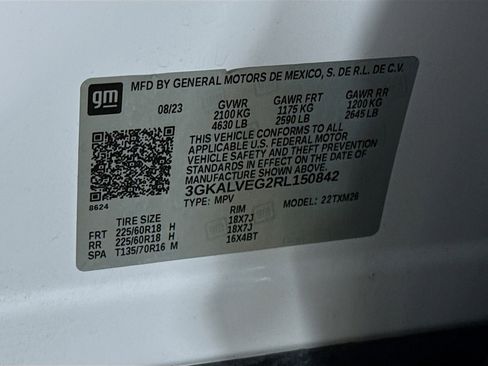 MFD BY GENERAL MOTORS DE MEXICO, S. DE R.L. DE C.V.
gm
08/23 GVWR GAWR FRT GAWR RR
2100 KG 1175 KG 1200 KG
4630 LB 2590 LB 2645 LB
THIS VEHICLE CONFORMS TO ALL
APPLICABLE U.S. FEDERAL MOTOR
VEHICLE SAFETY AND THEFT PREVENTION
STANDARDS IN EFFECT ON THE DATE OF
MANUFACTURE SHOWN ABOVE.
3GKALVEG2RL150842
8624
TYPE: MPV MODEL: 22TXM26
TIRE SIZE RIM
FRT 225/60R18 H 18X7J
RR 225/60R18 H 18X7J
SPA T135/70R16 M 16X4BT